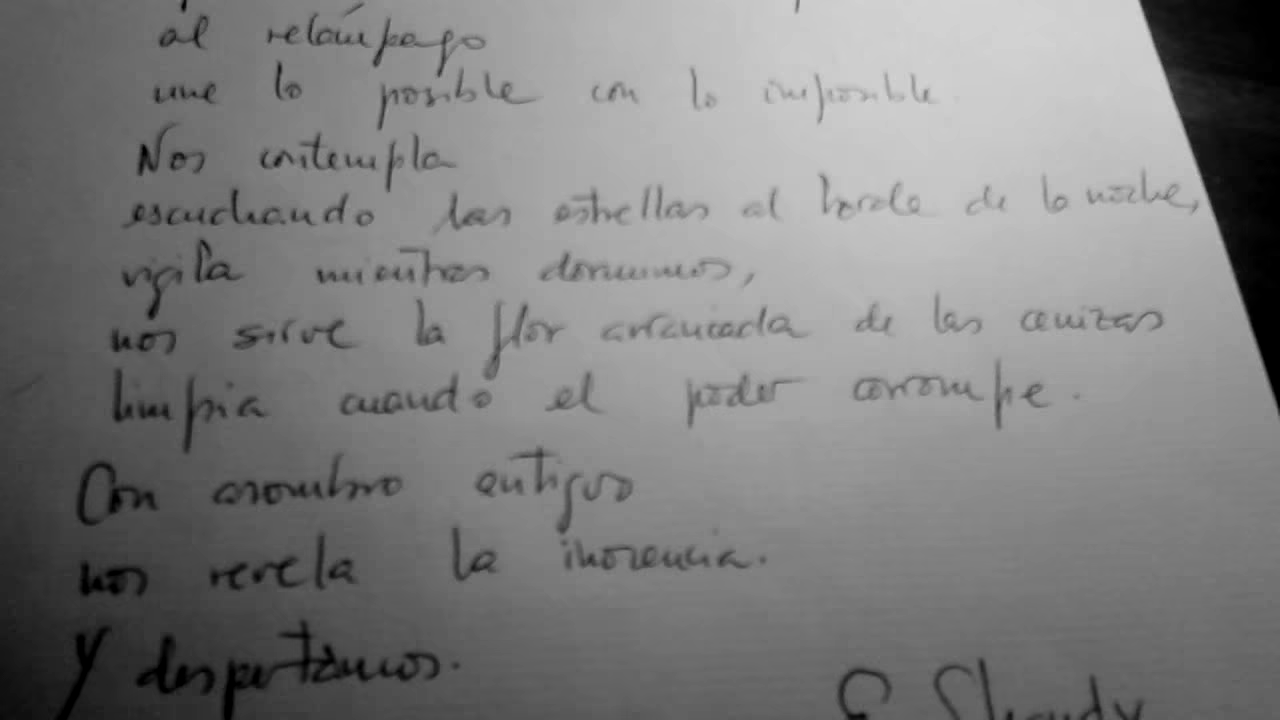 al relámpago
une lo posible con lo imposible.
Nos contempla
escuchando las estrellas al borde de la noche,
vigila mientras dormimos,
nos sirve la flor arrancada de las cenizas
limpia cuando el poder corrompe.
Con asombro antiguo
nos revela la inocencia.
Y despertamos.